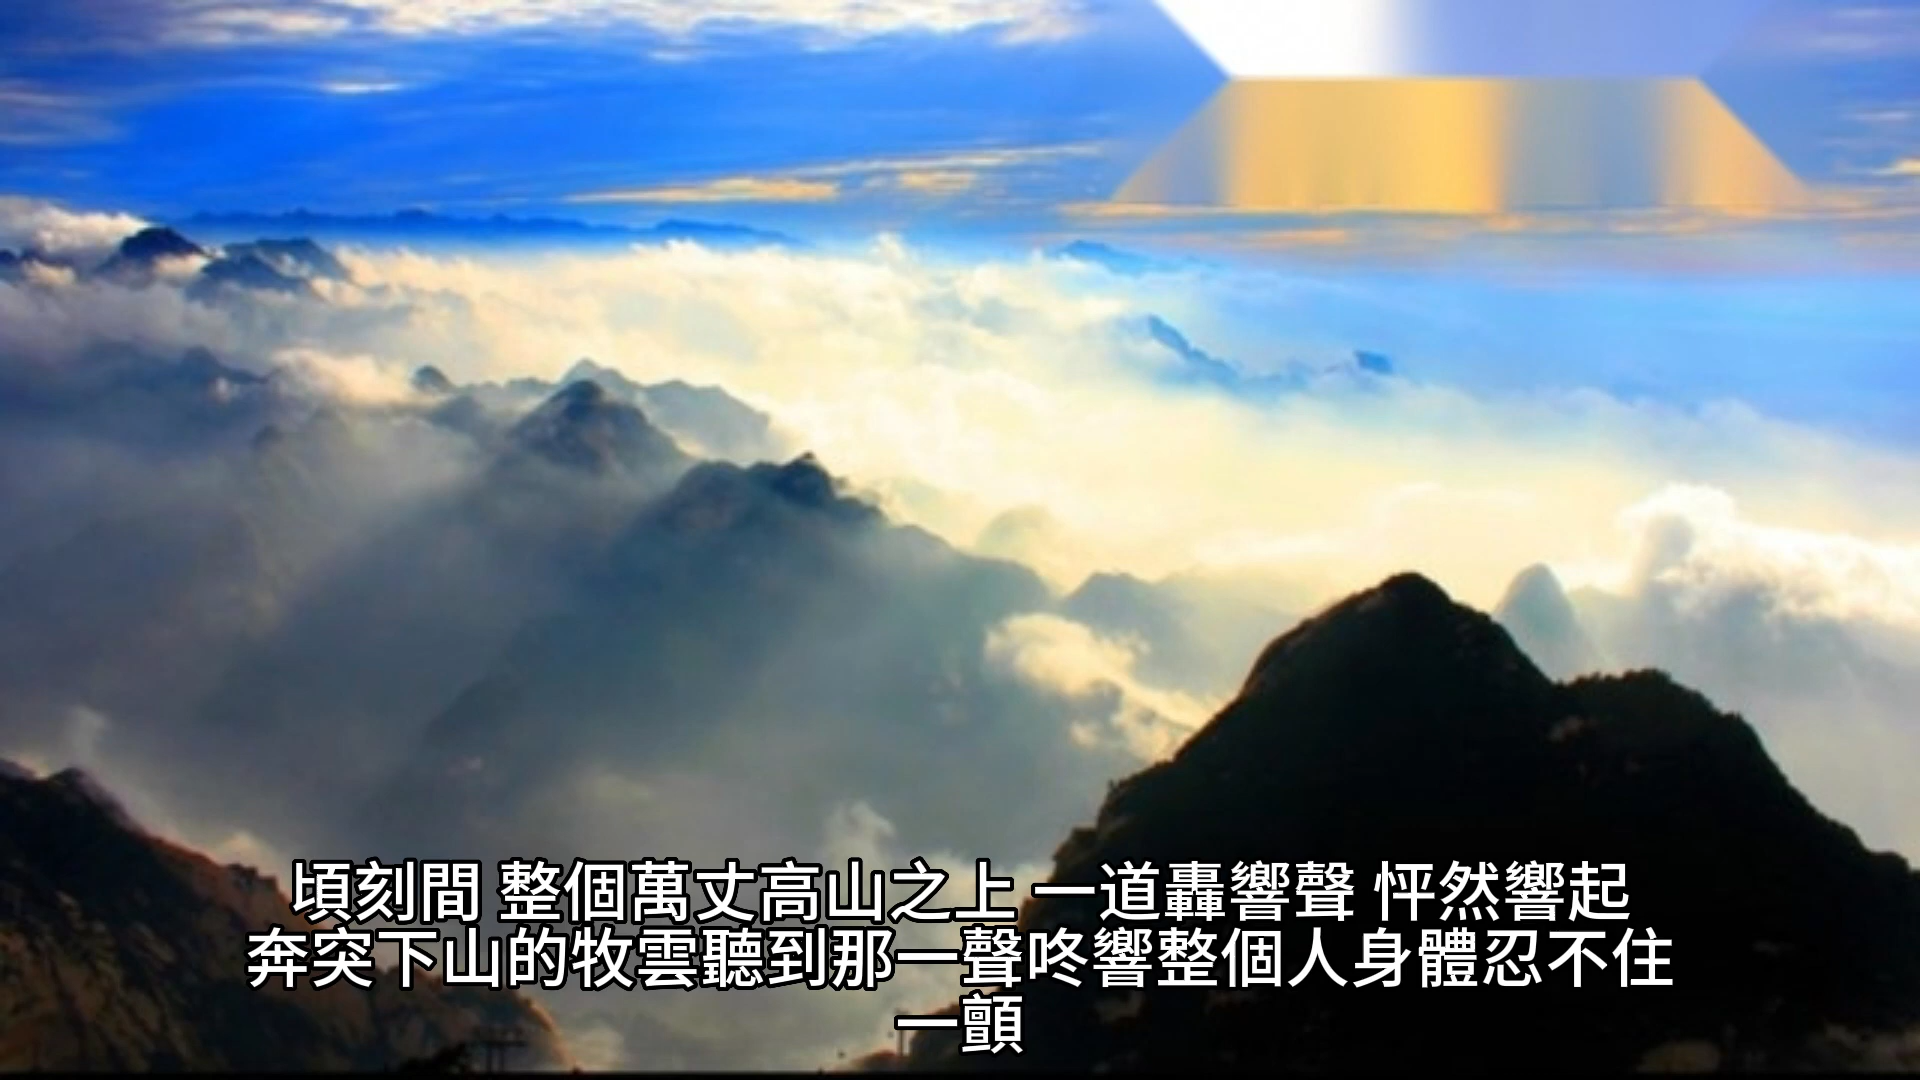 頃刻間 整個萬丈高山之上 一道轟響聲 怦然響起
奔突下山的牧雲聽到那一聲咚響整個人身體忍不住
一顫